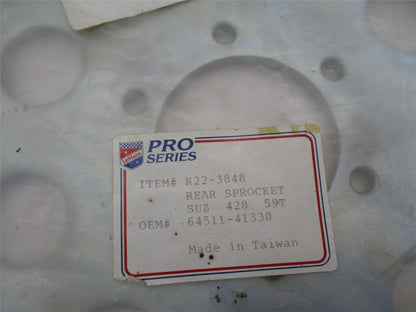 PRO
SERIES
ITEM# K22-3848
REAR SPROCKET
SUZ 428 59T
OEM# 64511-41330
Made in Taiwan